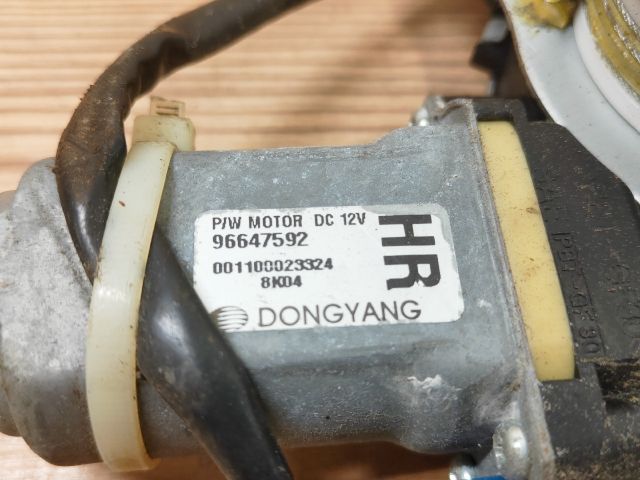 P/W MOTOR DC 12V
96647592
001100023324
8K04
DONGYANG
HR